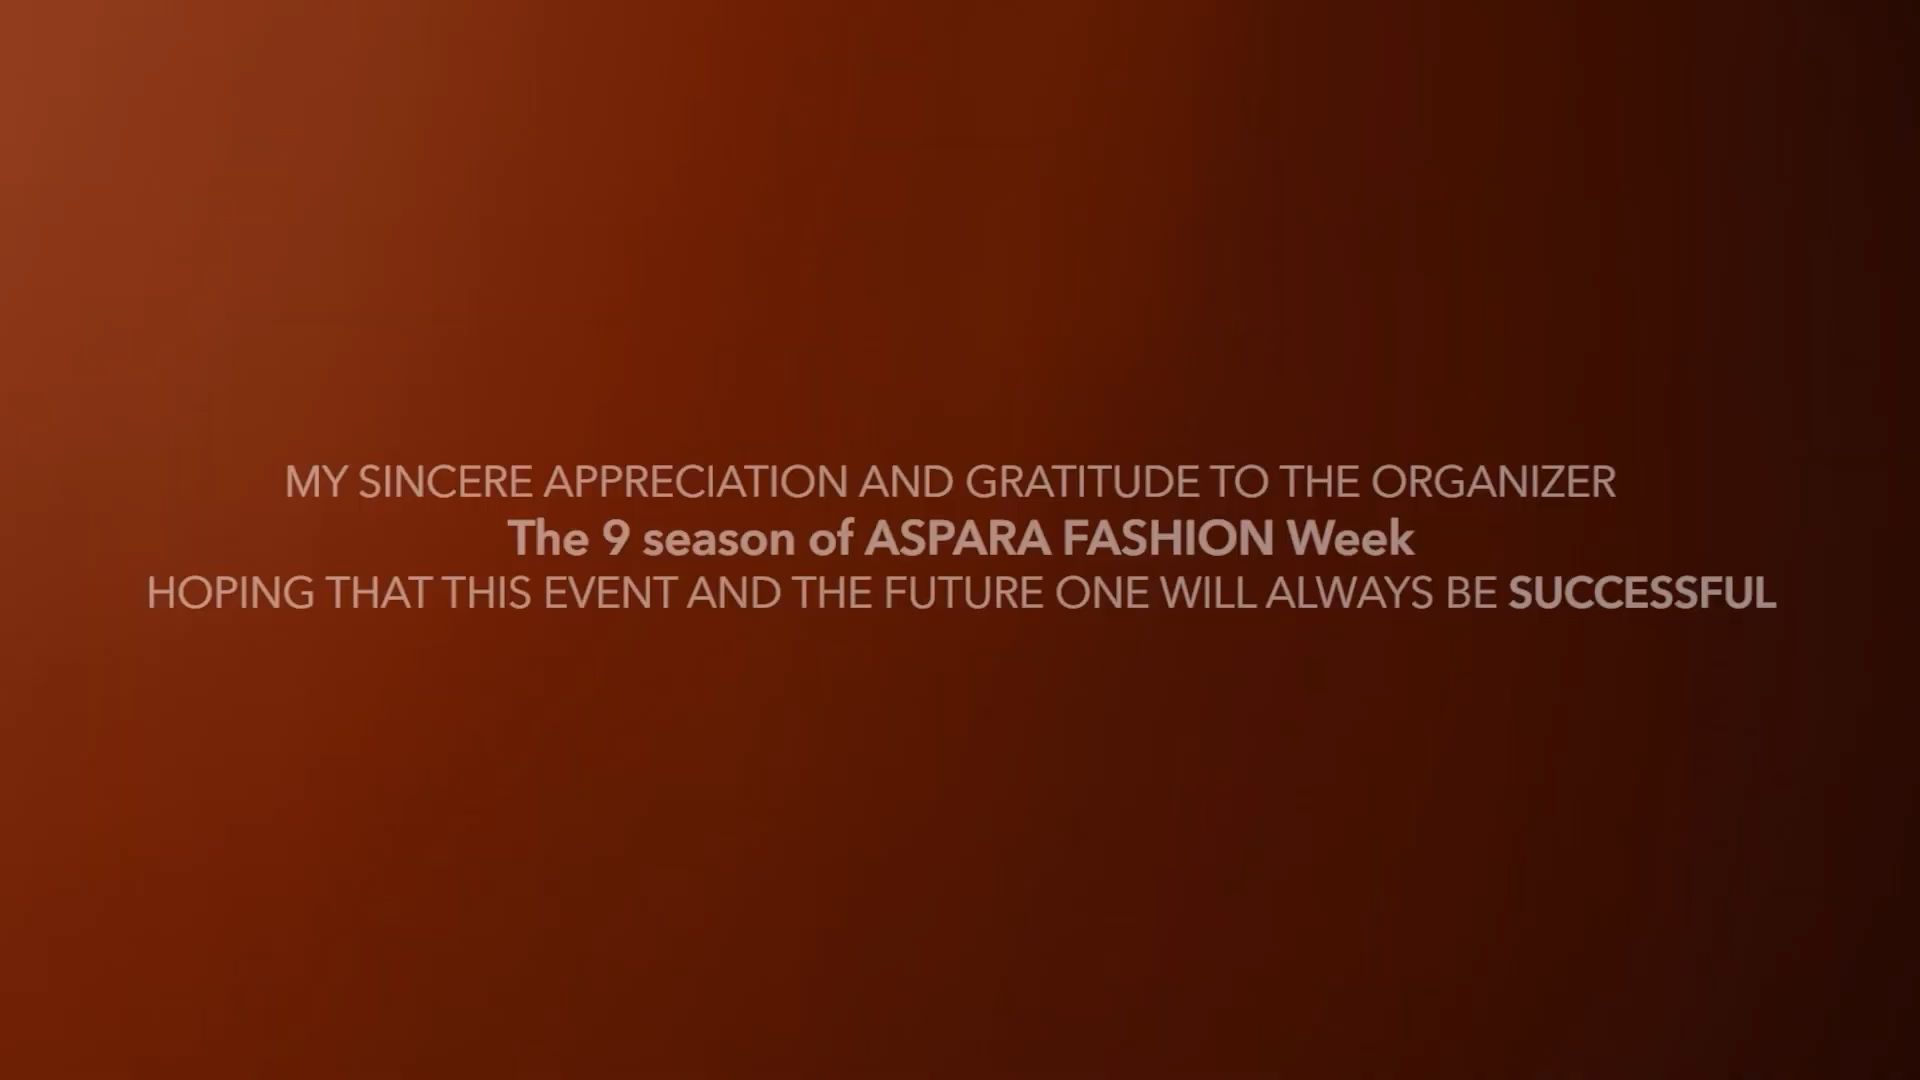 MY SINCERE APPRECIATION AND GRATITUDE TO THE ORGANIZER
The 9 season of ASPARA FASHION Week
HOPING THAT THIS EVENT AND THE FUTURE ONE WILL ALWAYS BE SUCCESSFUL